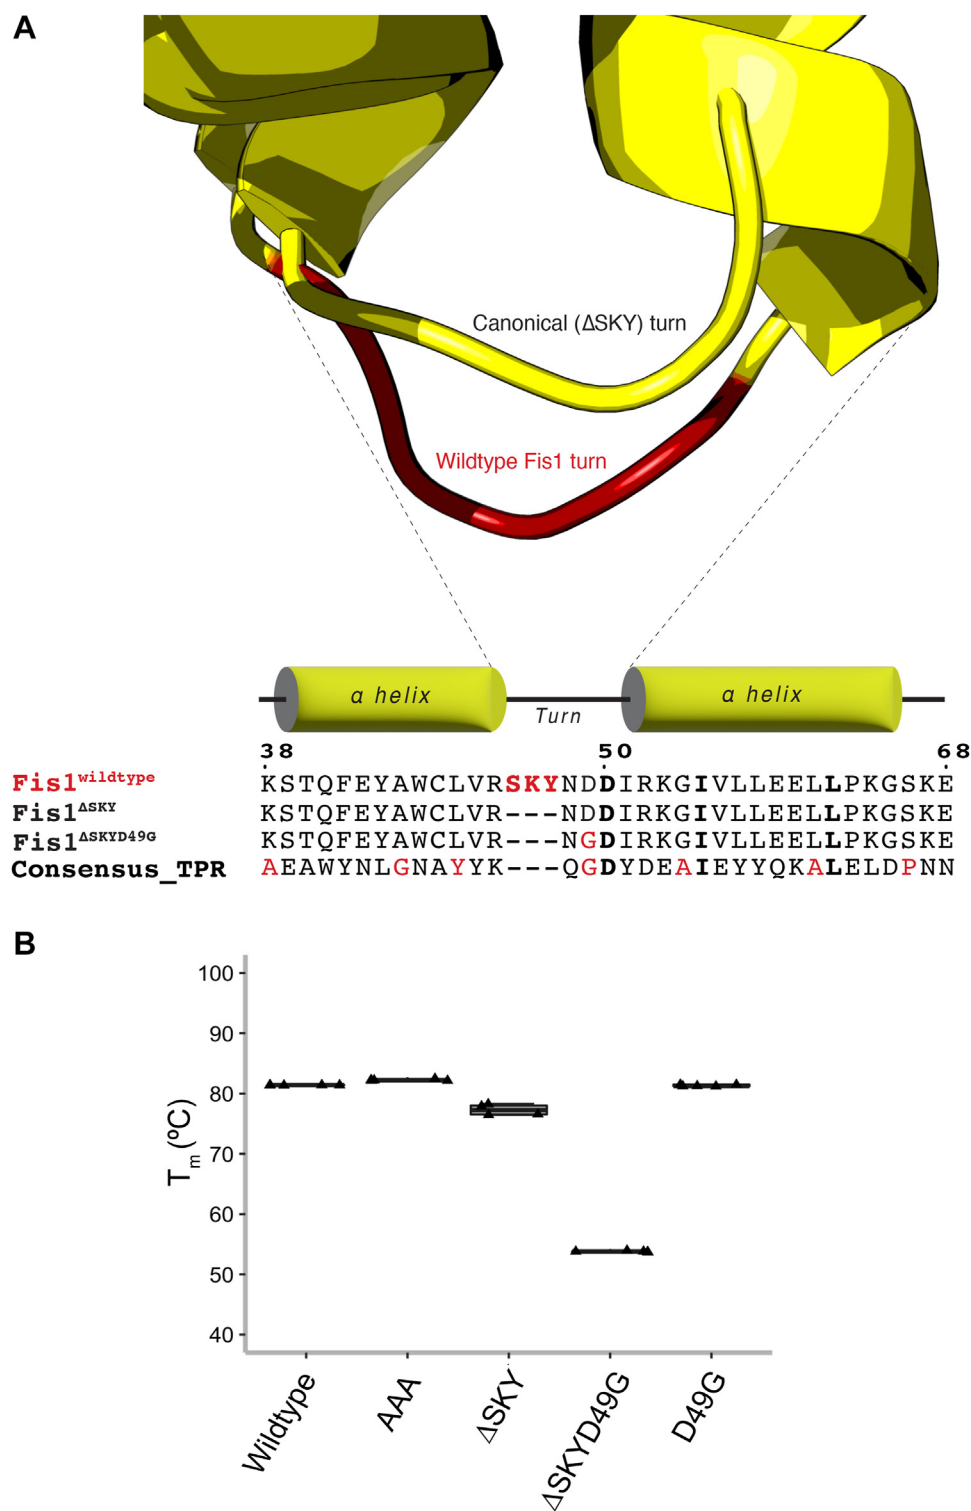 A
Canonical (ΔSKY) turn
Wildtype Fis1 turn
α helix
Turn
α helix
38 50 68
Fis1wildtype KSTQFEYAWCLVRSKYNDDIRKGIVLLEELLPKGSKE
Fis1ΔSKY KSTQFEYAWCLVR---NDDIRKGIVLLEELLPKGSKE
Fis1ΔSKYD49G KSTQFEYAWCLVR---NGDIRKGIVLLEELLPKGSKE
Consensus_TPR AEAWYNLGNAYYK---QGDYDEAIEYYQKALELDPNN
B
Tm (ºC)
100
90
80
70
60
50
40
Wildtype
AAA
ΔSKY
ΔSKYD49G
D49G